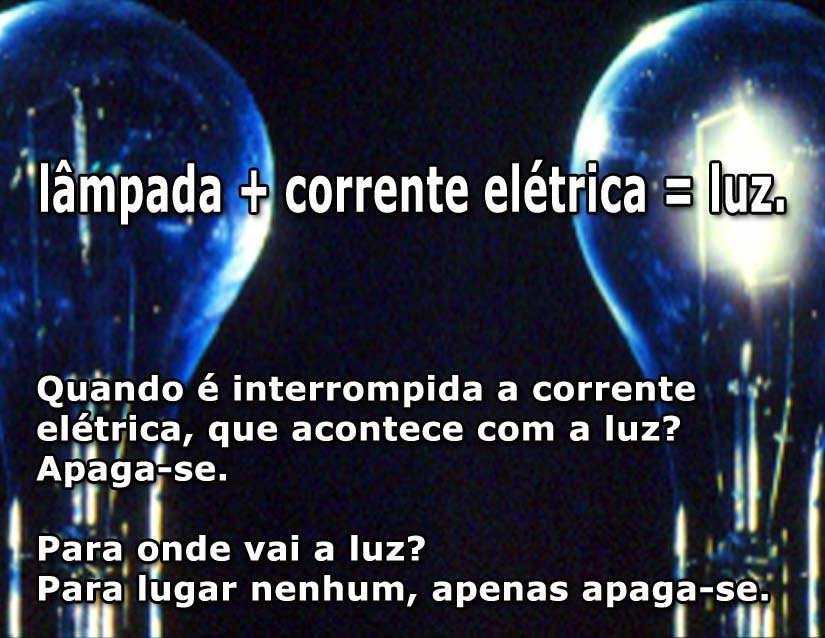 lâmpada + corrente elétrica = luz.
Quando é interrompida a corrente
elétrica, que acontece com a luz?
Apaga-se.
Para onde vai a luz?
Para lugar nenhum, apenas apaga-se.